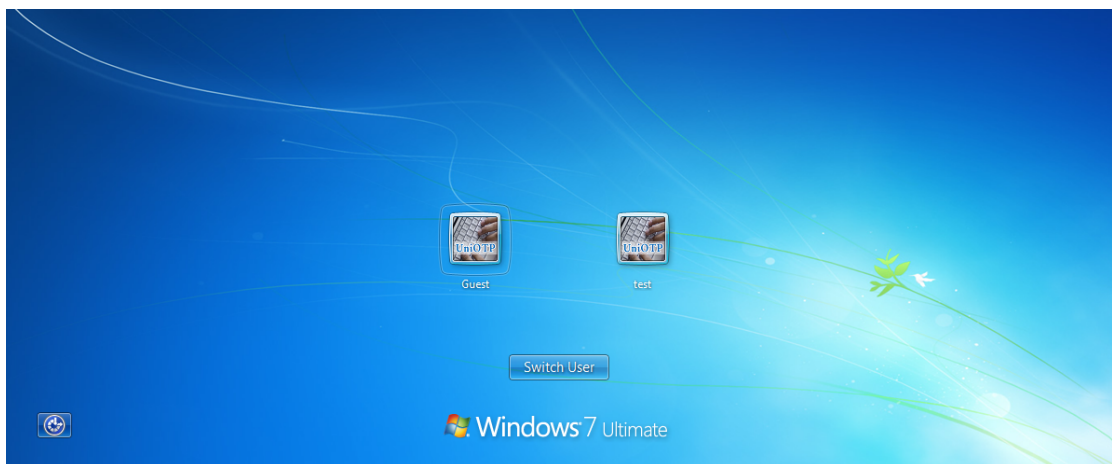 UniOTP
UniOTP
Guest
test
Switch User
Windows 7 Ultimate